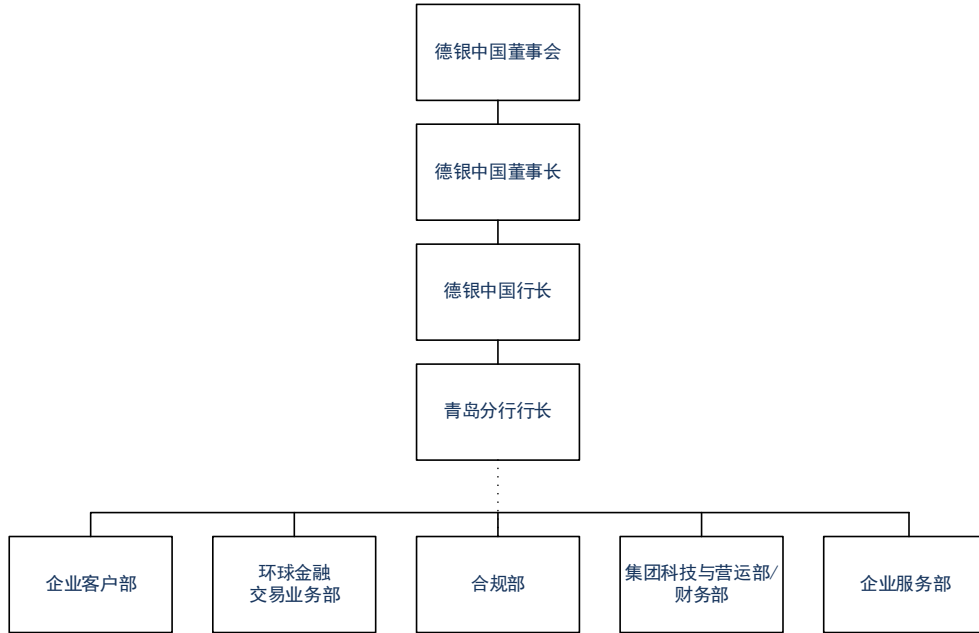 德银中国董事会
德银中国董事长
德银中国行长
青岛分行行长
企业客户部
环球金融
交易业务部
合规部
集团科技与营运部/
财务部
企业服务部